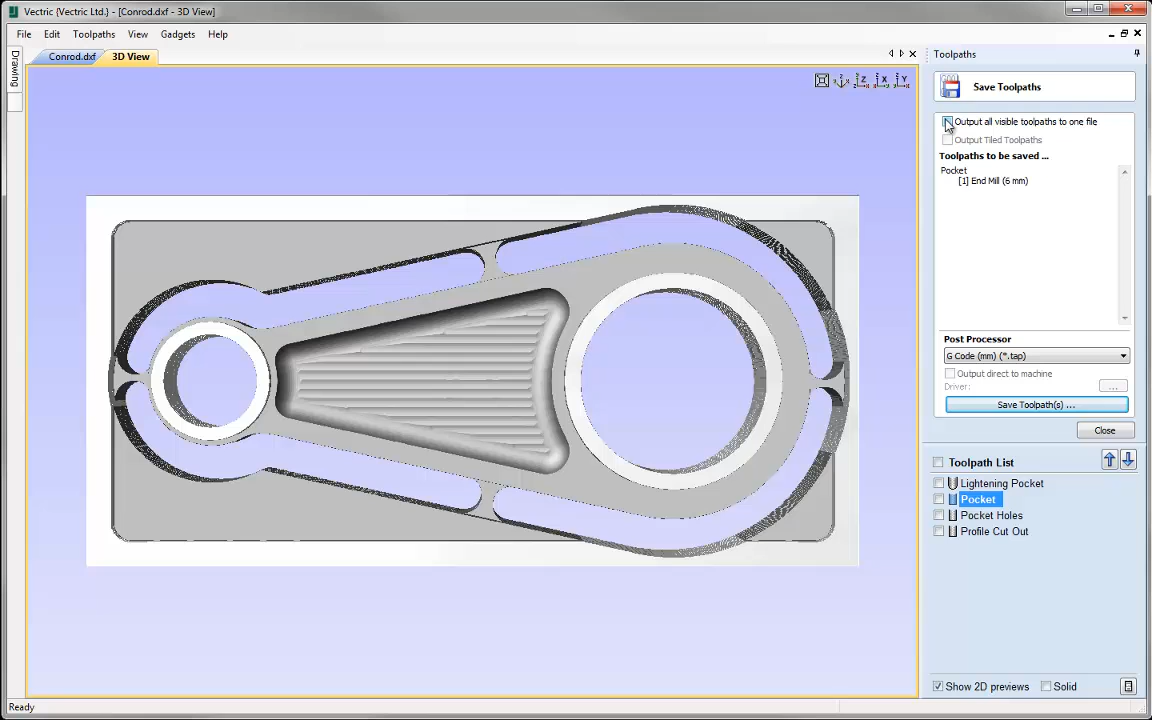 Vectric {Vectric Ltd.} - [Conrod.dxf - 3D View]
File Edit Toolpaths View Gadgets Help
Conrod.dxf 3D View
Drawing
Z X Y
Toolpaths
Save Toolpaths
Output all visible toolpaths to one file
Output Tiled Toolpaths
Toolpaths to be saved ...
Pocket
[1] End Mill (6 mm)
Post Processor
G Code (mm) (*.tap)
Output direct to machine
Driver: ...
Save Toolpath(s) ...
Close
Toolpath List
Lightening Pocket
Pocket
Pocket Holes
Profile Cut Out
Show 2D previews Solid
Ready